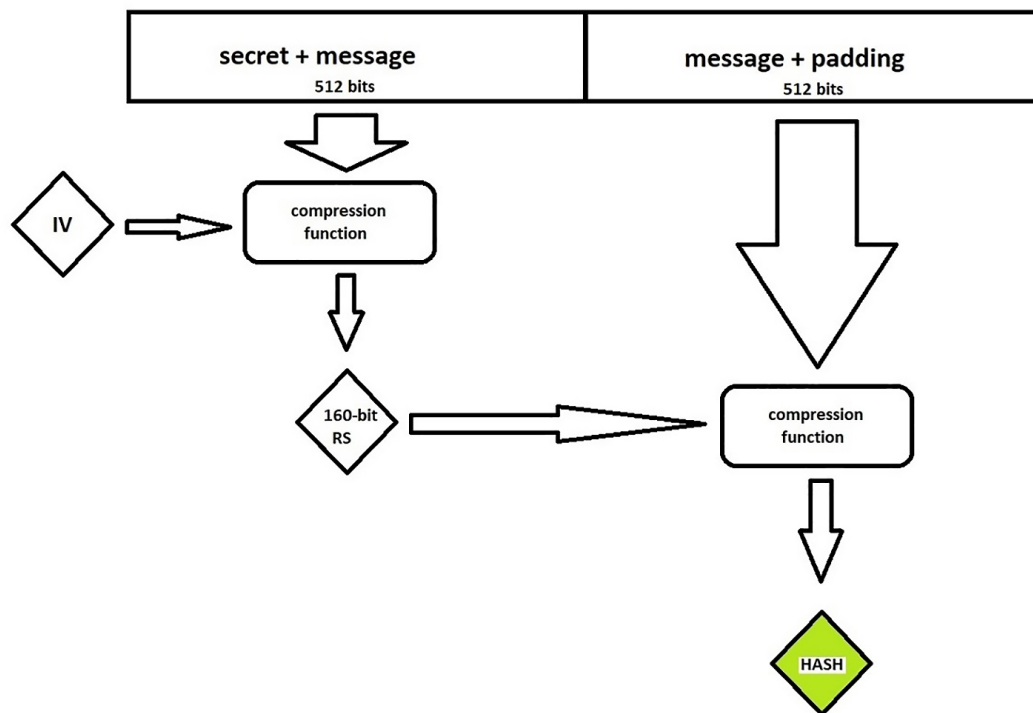 secret + message
512 bits
message + padding
512 bits
IV
compression
function
160-bit
RS
compression
function
HASH